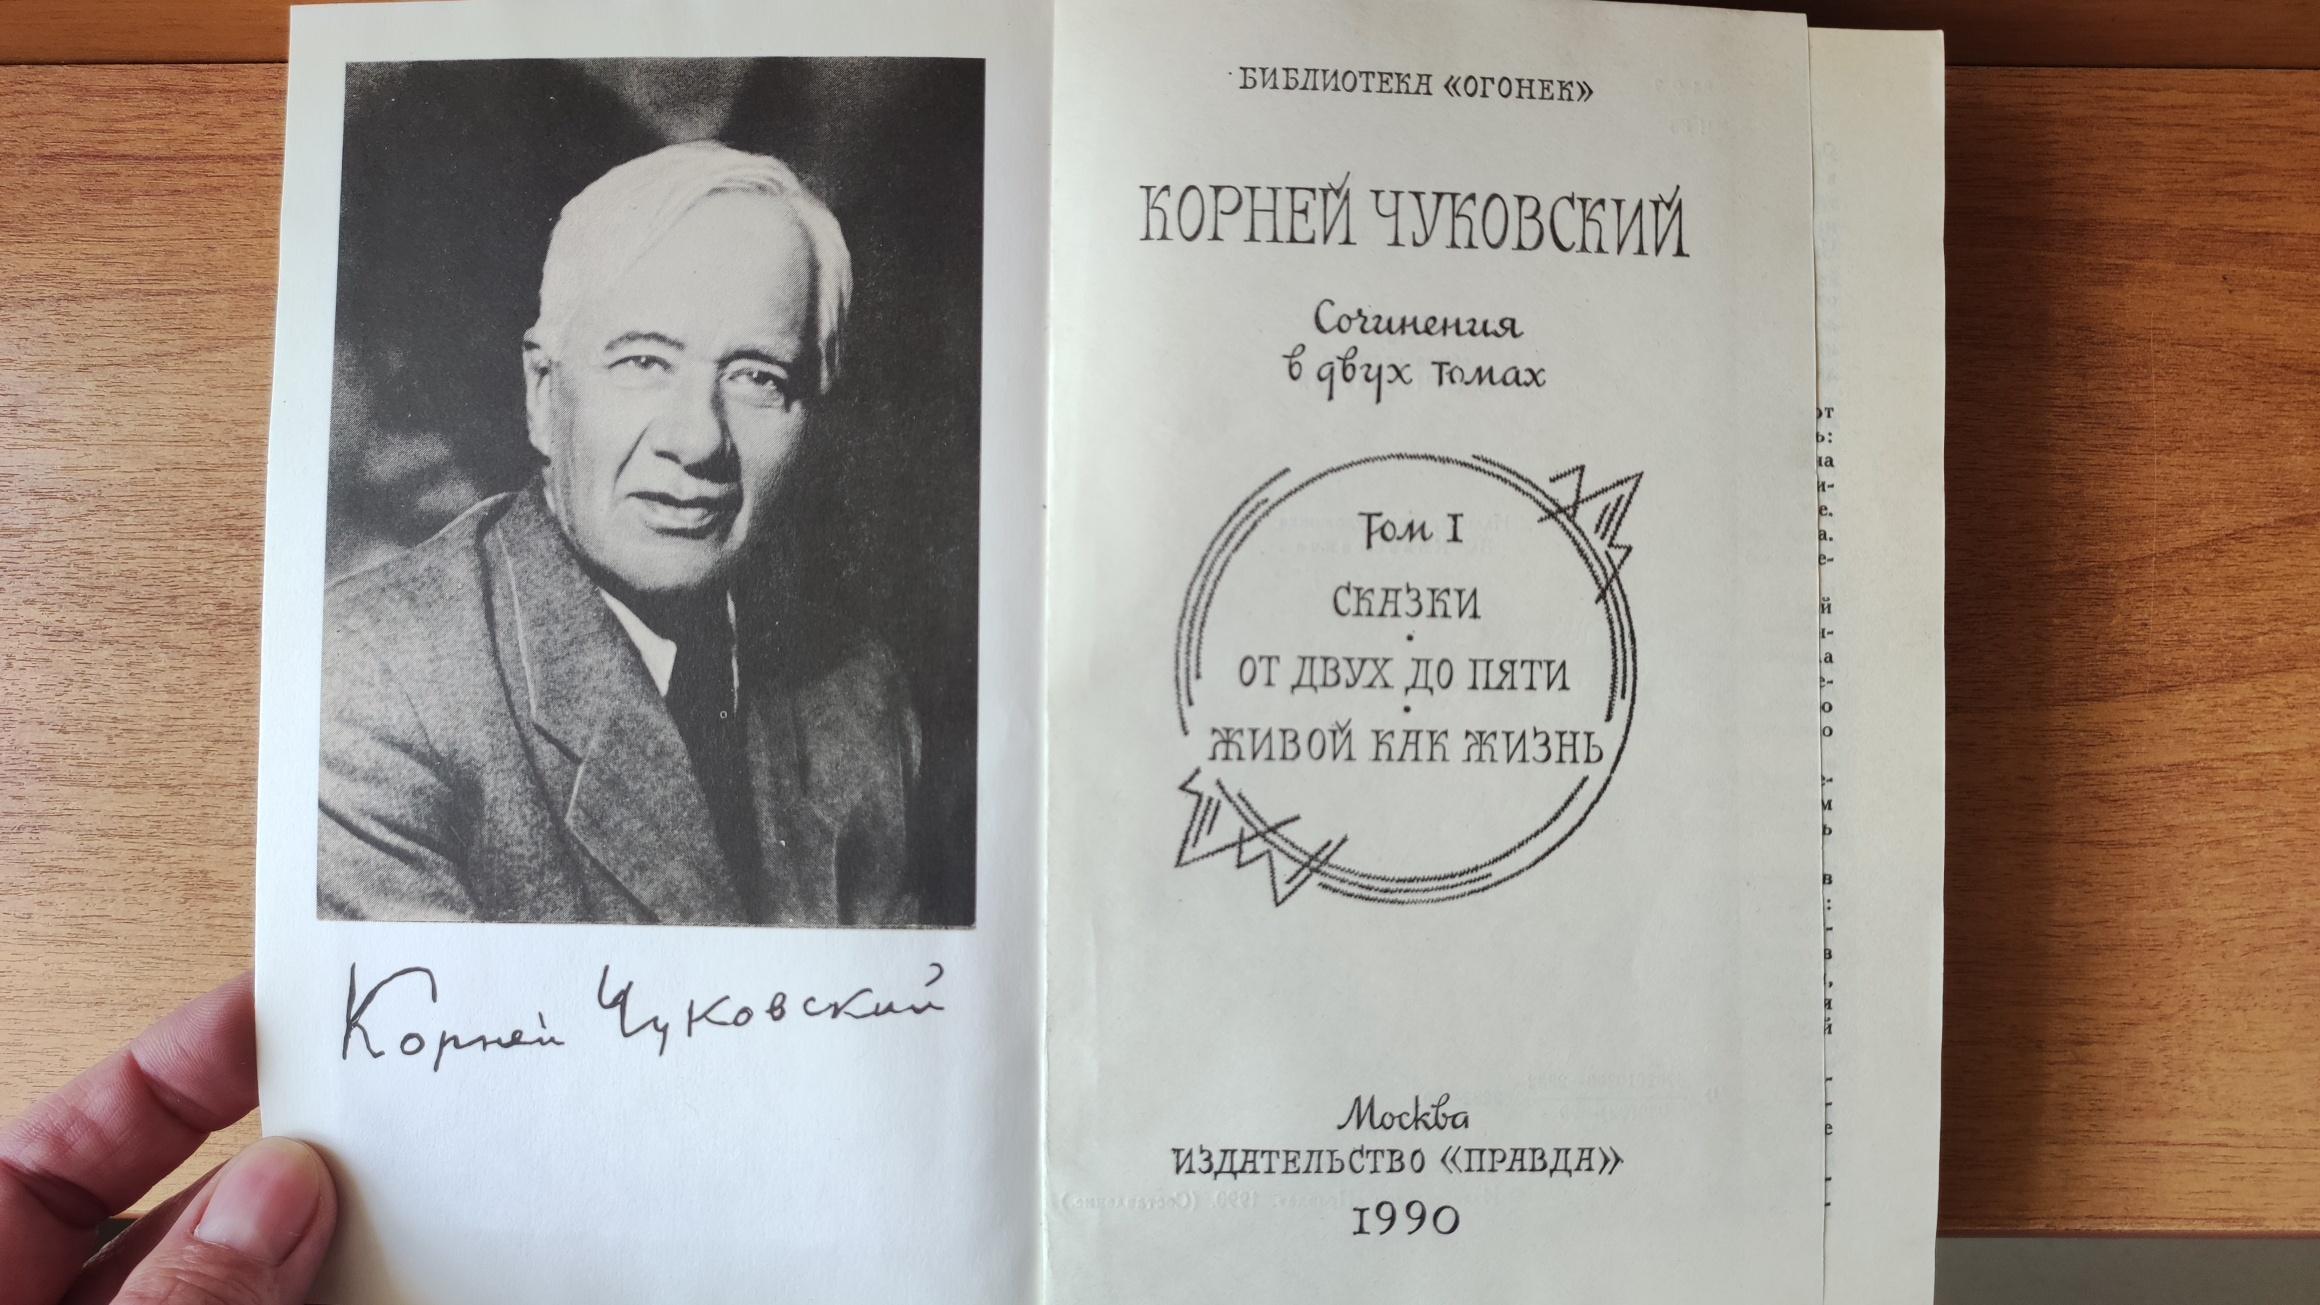 Корней Чуковский
БИБЛИОТЕКА «ОГОНЕК»
КОРНЕЙ ЧУКОВСКИЙ
Сочинения
в двух томах
Том I
СКАЗКИ
•
ОТ ДВУХ ДО ПЯТИ
•
ЖИВОЙ КАК ЖИЗНЬ
Москва
ИЗДАТЕЛЬСТВО «ПРАВДА»
1990